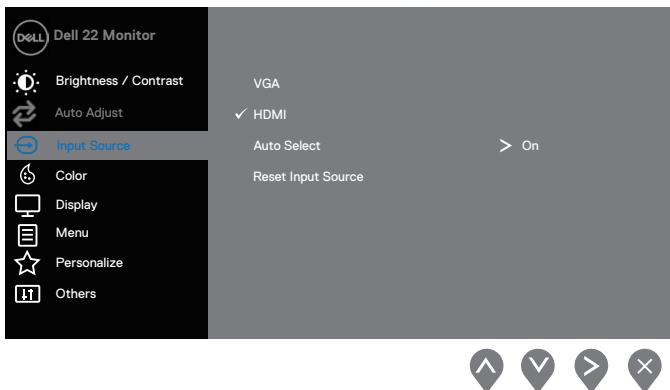 DELL Dell 22 Monitor
Brightness / Contrast
VGA
Auto Adjust
HDMI
Input Source
Auto Select
On
Color
Reset Input Source
Display
Menu
Personalize
Others